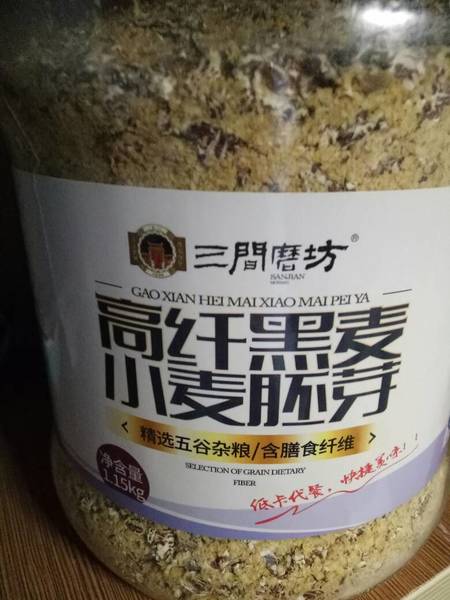 三間磨坊®
SANJIAN
GAO XIAN HEI MAI XIAO MAI PEI YA
高纤黑麦
小麦胚芽
精选五谷杂粮/含膳食纤维
SELECTION OF GRAIN DIETARY
FIBER
净含量
1.15kg
低卡代餐，快捷美味！